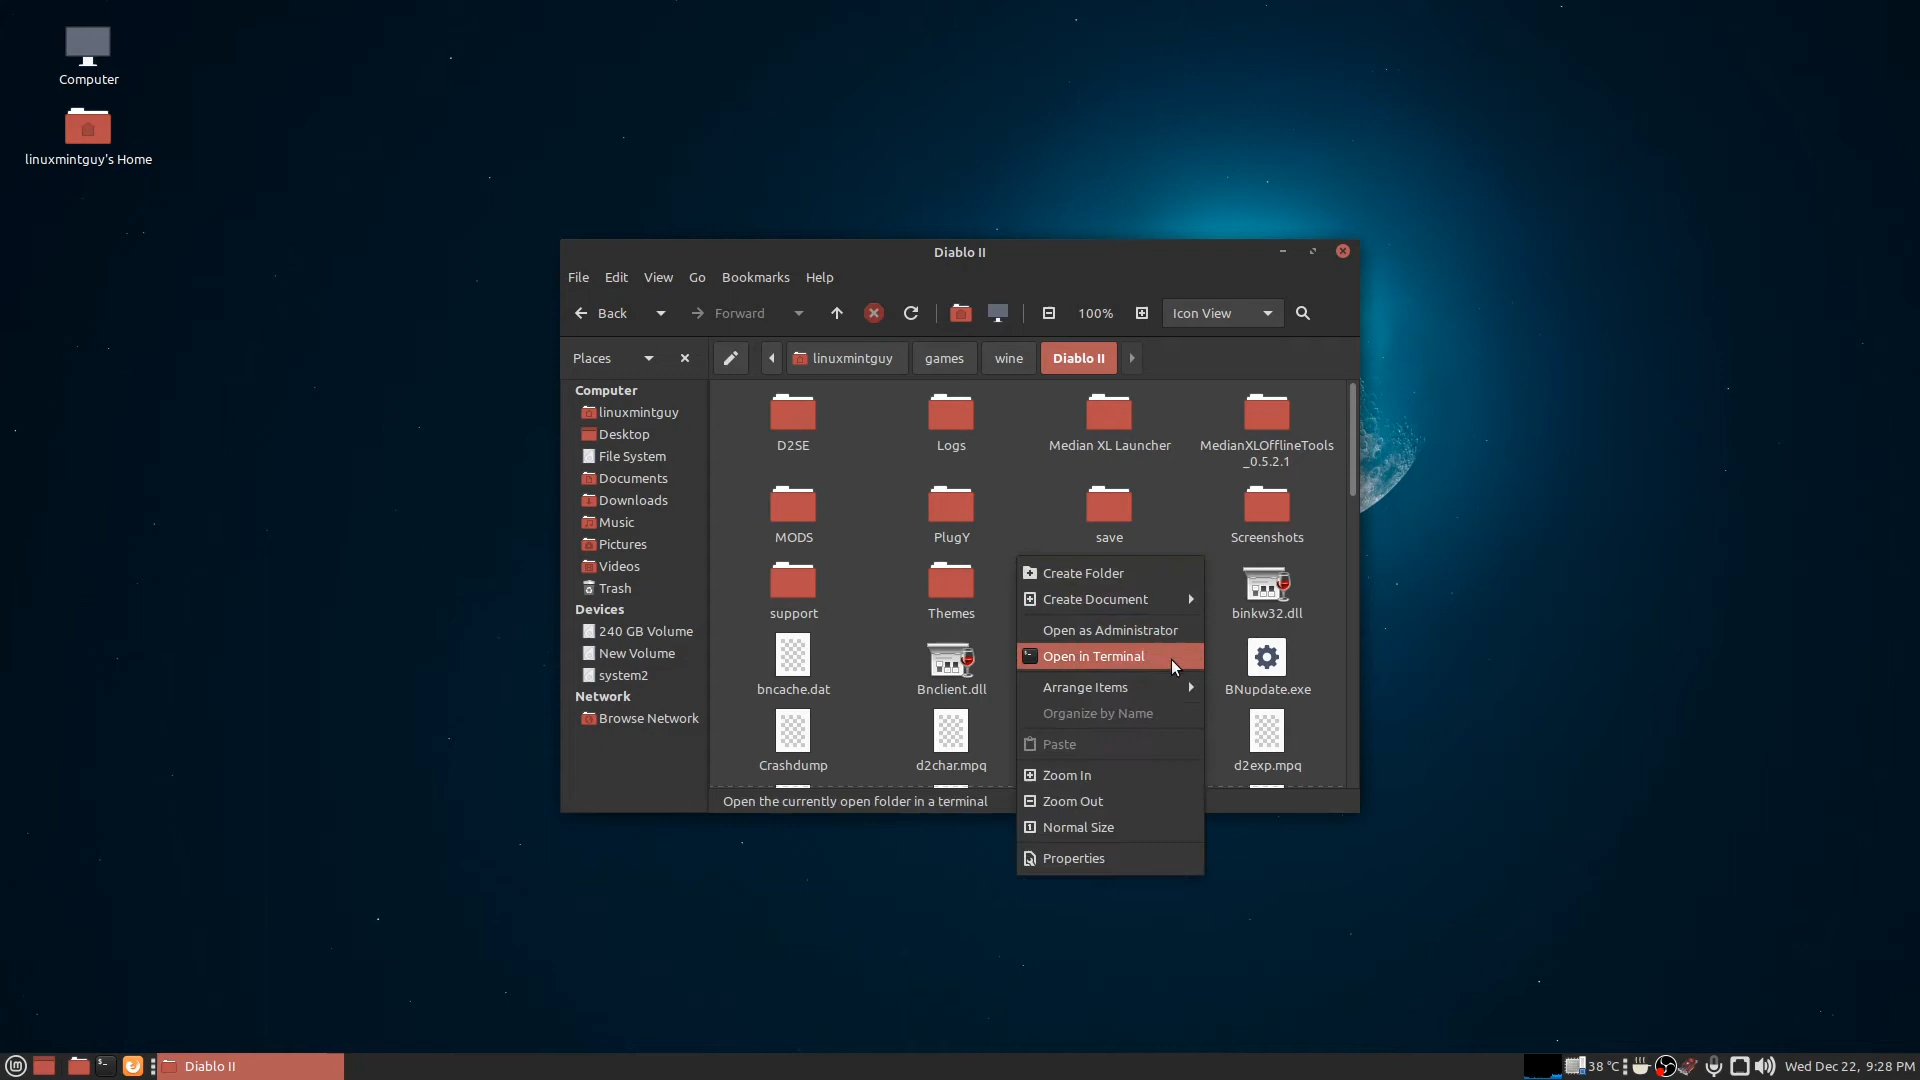 Computer
linuxmintguy's Home
Diablo II
File Edit View Go Bookmarks Help
Back Forward 100% Icon View
Places linuxmintguy games wine Diablo II
Computer
linuxmintguy
Desktop
File System
Documents
Downloads
Music
Pictures
Videos
Trash
Devices
240 GB Volume
New Volume
system2
Network
Browse Network
D2SE Logs Median XL Launcher MedianXLOfflineTools
_0.5.2.1
MODS PlugY save Screenshots
support Themes binkw32.dll
bncache.dat Bnclient.dll BNupdate.exe
Crashdump d2char.mpq d2exp.mpq
Create Folder
Create Document
Open as Administrator
Open in Terminal
Arrange Items
Organize by Name
Paste
Zoom In
Zoom Out
Normal Size
Properties
Open the currently open folder in a terminal
Diablo II 38 °C Wed Dec 22, 9:28 PM